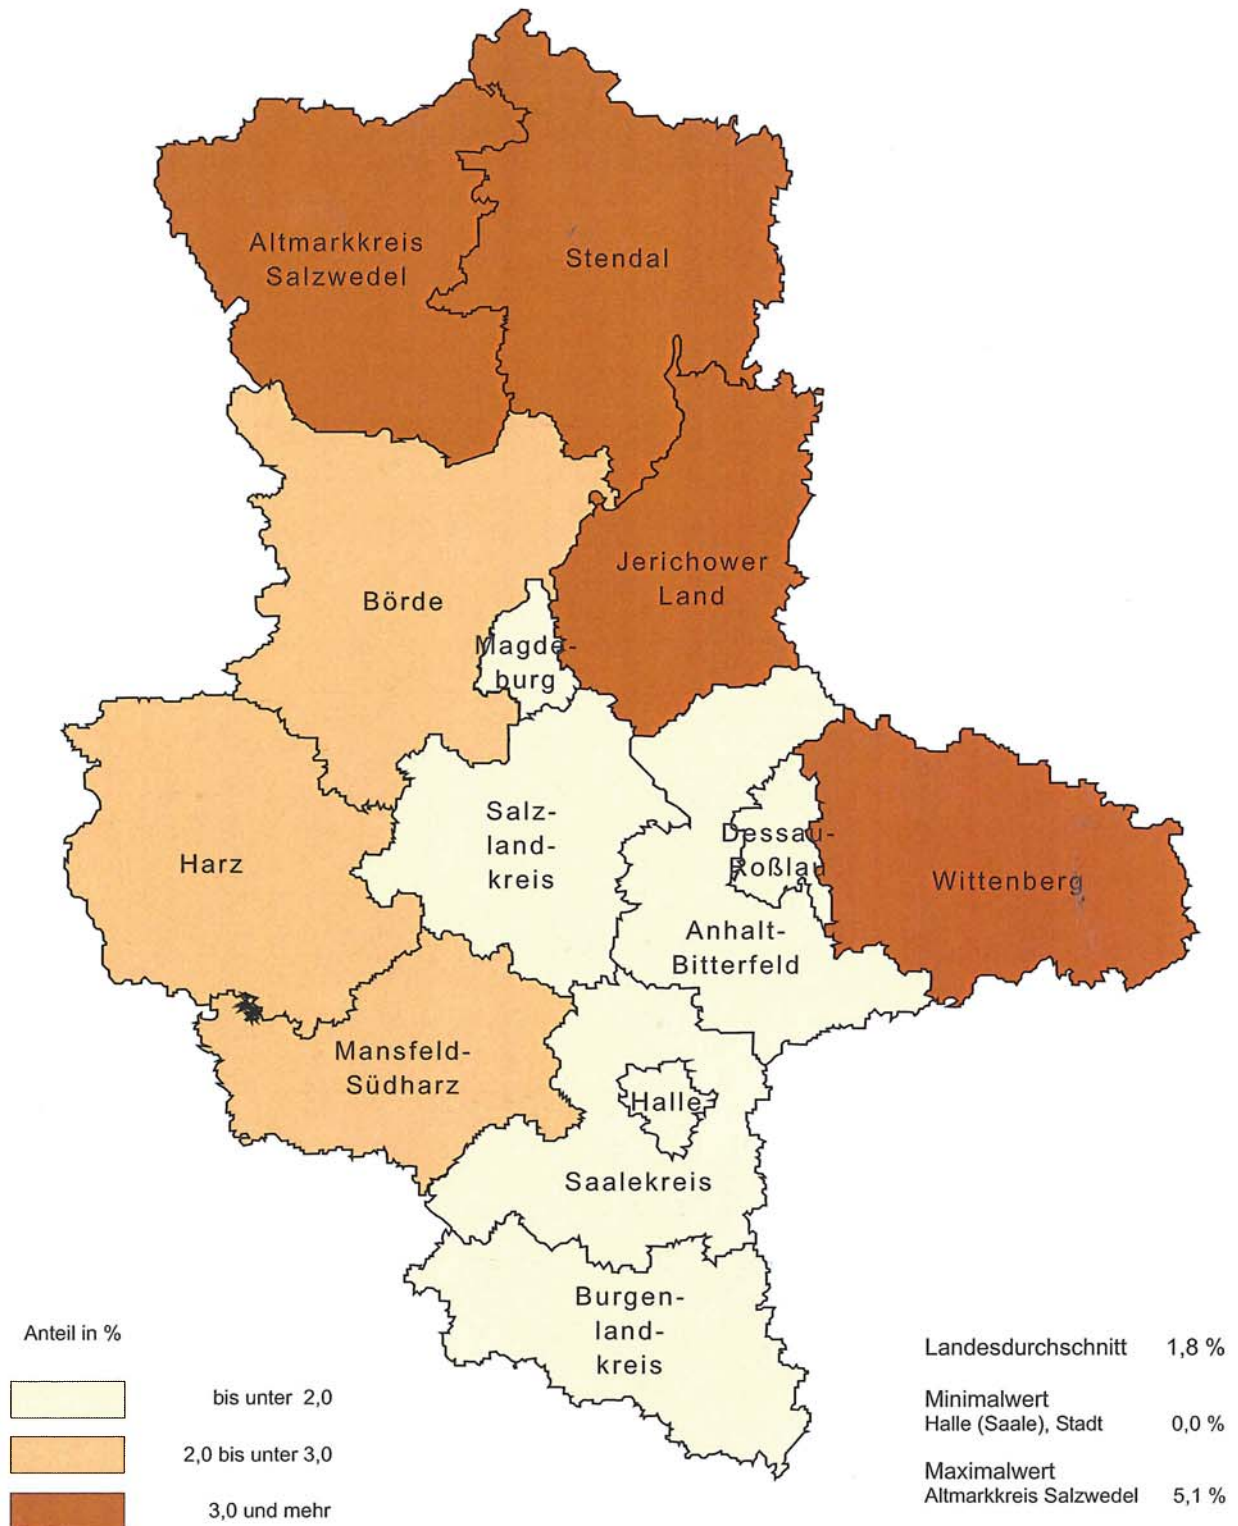 Altmarkkreis
Salzwedel
Stendal
Jerichower
Land
Börde
Magde-
burg
Salz-
land-
kreis
Dessau-
Roßlau
Harz
Wittenberg
Anhalt-
Bitterfeld
Mansfeld-
Südharz
Halle
Saalekreis
Burgen-
land-
kreis
Anteil in %
bis unter 2,0
2,0 bis unter 3,0
3,0 und mehr
Landesdurchschnitt 1,8 %
Minimalwert
Halle (Saale), Stadt 0,0 %
Maximalwert
Altmarkkreis Salzwedel 5,1 %